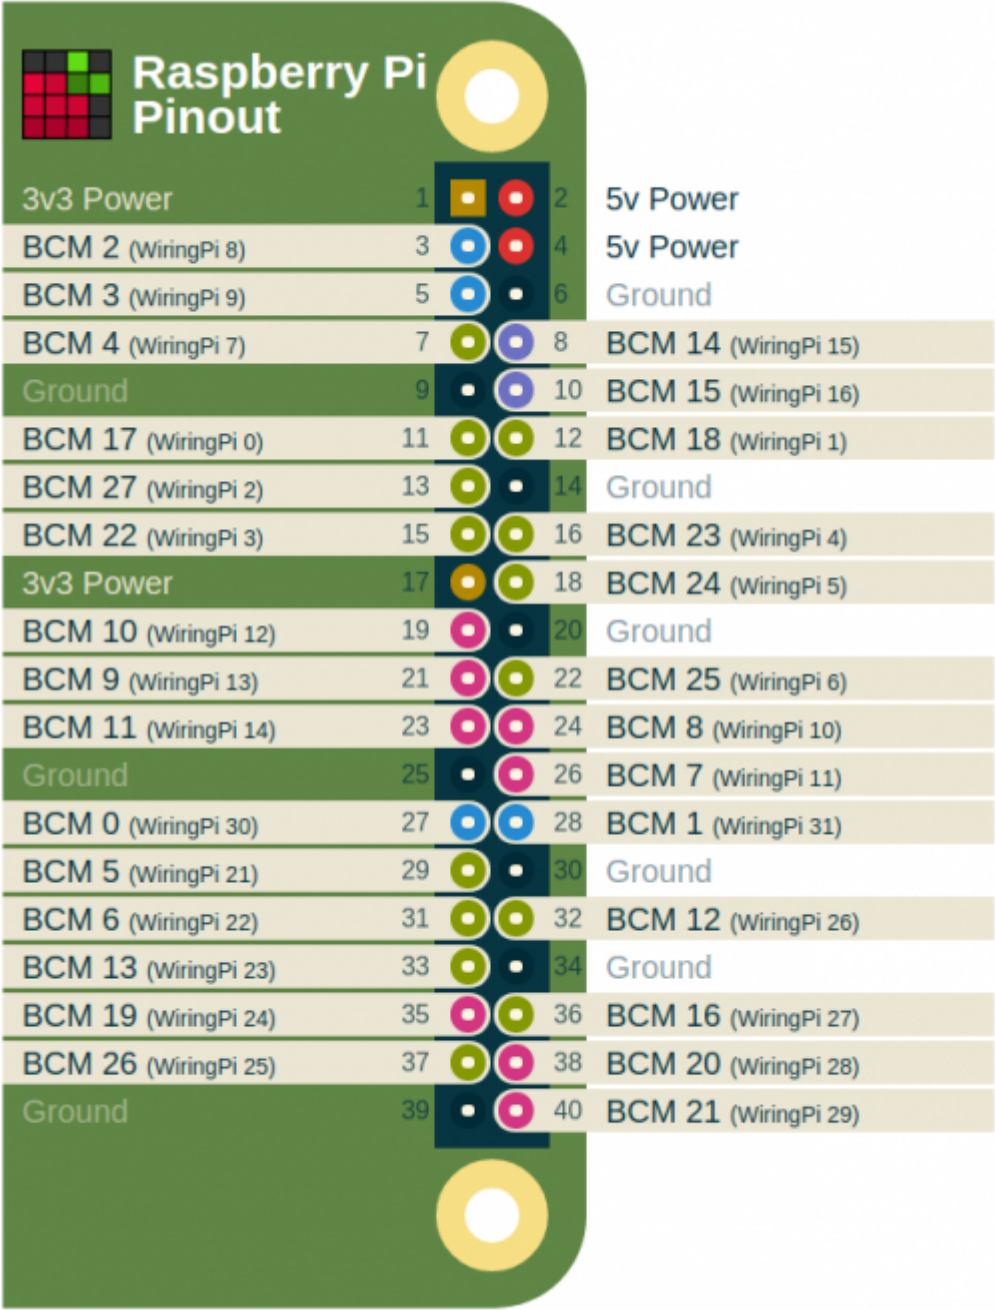 Raspberry Pi
Pinout
3v3 Power 1 2 5v Power
BCM 2 (WiringPi 8) 3 4 5v Power
BCM 3 (WiringPi 9) 5 6 Ground
BCM 4 (WiringPi 7) 7 8 BCM 14 (WiringPi 15)
Ground 9 10 BCM 15 (WiringPi 16)
BCM 17 (WiringPi 0) 11 12 BCM 18 (WiringPi 1)
BCM 27 (WiringPi 2) 13 14 Ground
BCM 22 (WiringPi 3) 15 16 BCM 23 (WiringPi 4)
3v3 Power 17 18 BCM 24 (WiringPi 5)
BCM 10 (WiringPi 12) 19 20 Ground
BCM 9 (WiringPi 13) 21 22 BCM 25 (WiringPi 6)
BCM 11 (WiringPi 14) 23 24 BCM 8 (WiringPi 10)
Ground 25 26 BCM 7 (WiringPi 11)
BCM 0 (WiringPi 30) 27 28 BCM 1 (WiringPi 31)
BCM 5 (WiringPi 21) 29 30 Ground
BCM 6 (WiringPi 22) 31 32 BCM 12 (WiringPi 26)
BCM 13 (WiringPi 23) 33 34 Ground
BCM 19 (WiringPi 24) 35 36 BCM 16 (WiringPi 27)
BCM 26 (WiringPi 25) 37 38 BCM 20 (WiringPi 28)
Ground 39 40 BCM 21 (WiringPi 29)